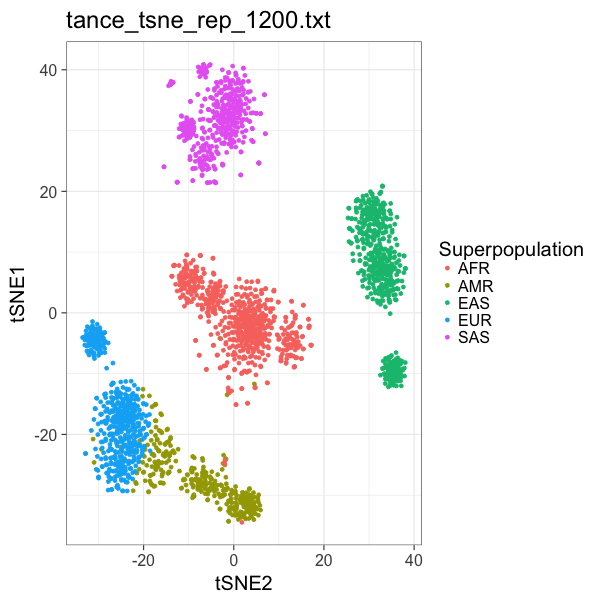 tance_tsne_rep_1200.txt
40
20
0
-20
tSNE1
-20 0 20 40
tSNE2
Superpopulation
AFR
AMR
EAS
EUR
SAS